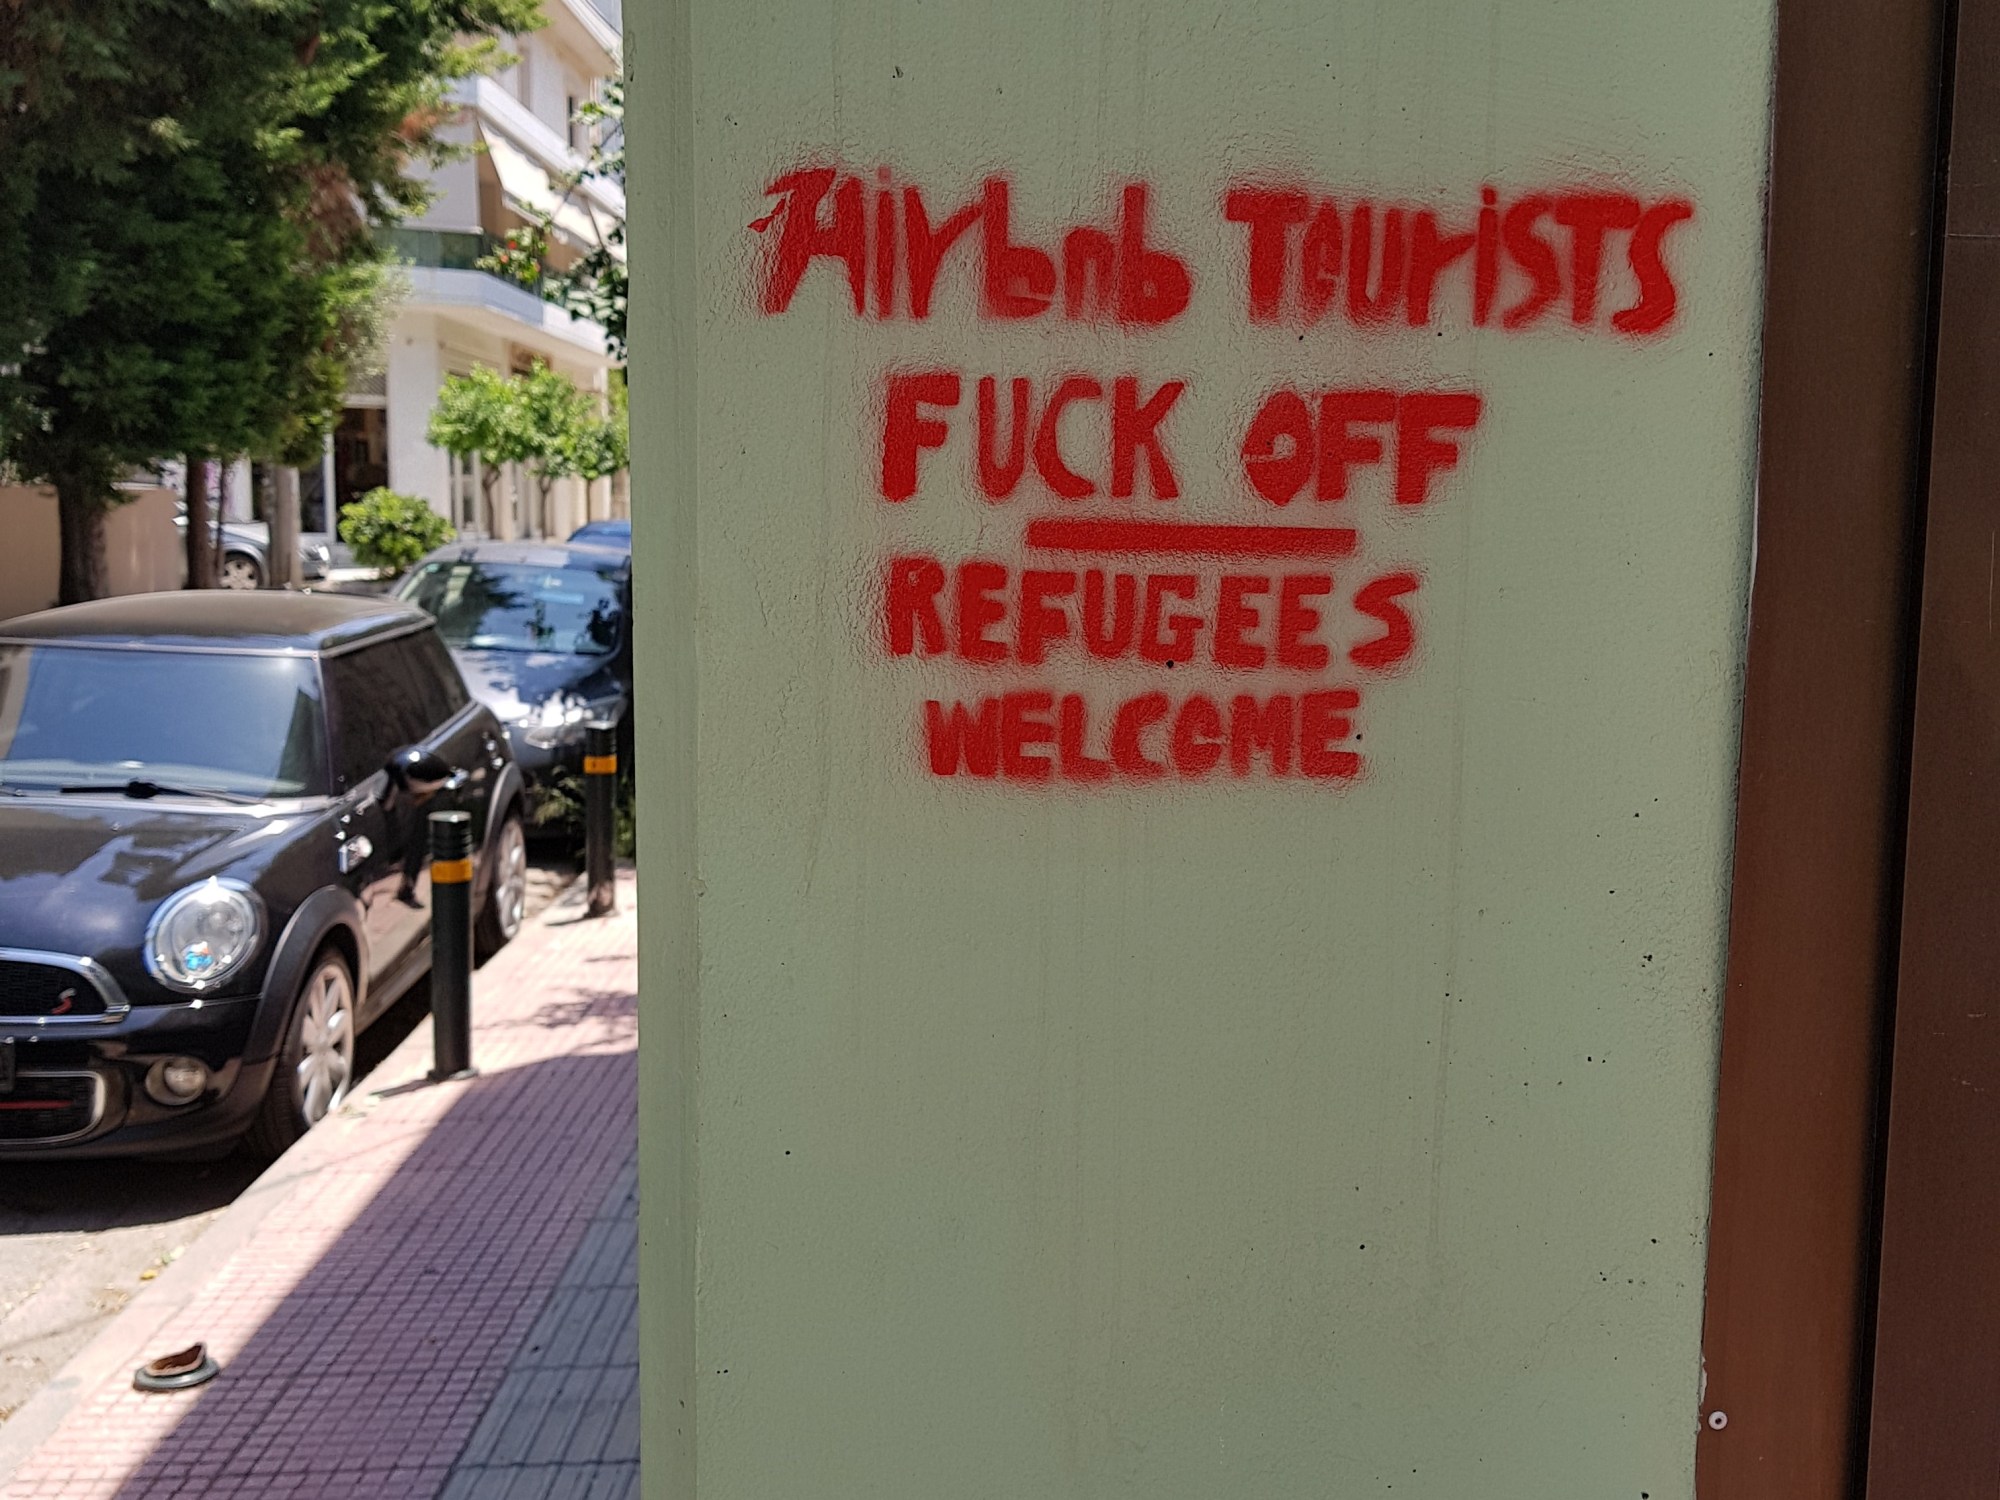 Airbnb TourisTS
FUCK OFF
REFUGEES
WELCOME
S